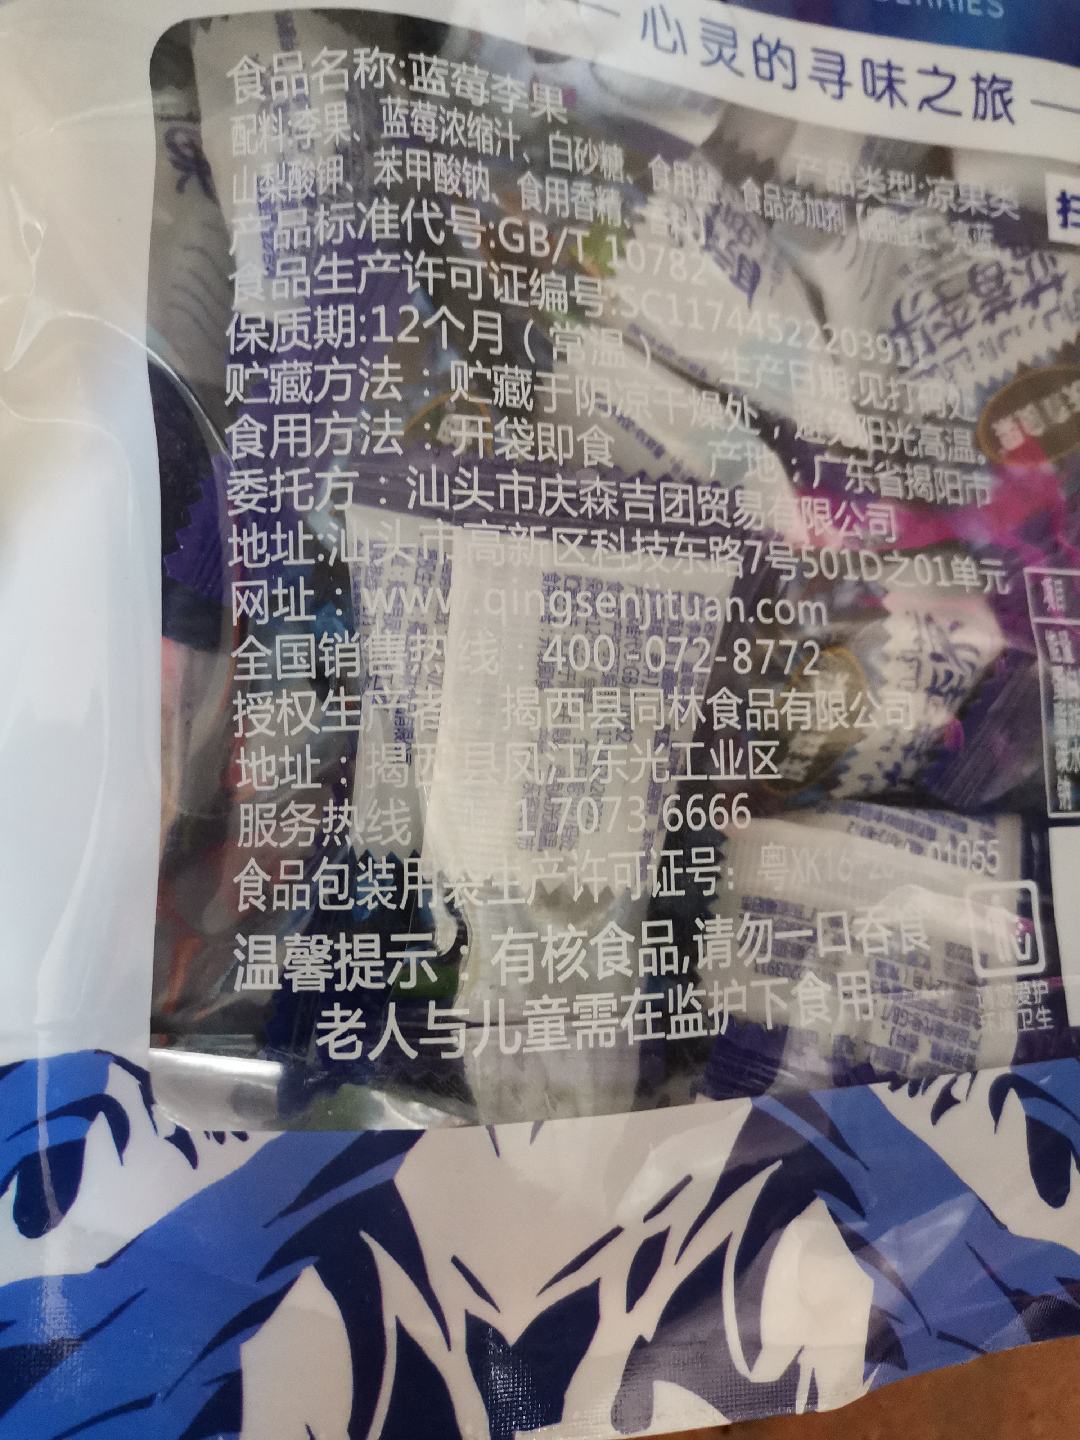 心灵的寻味之旅
食品名称:蓝莓李果
产品类型:凉果类
配料:李果、蓝莓浓缩汁、白砂糖、食用盐、食品添加剂
山梨酸钾、苯甲酸钠、食用香精、
产品标准代号:GB/T 10782
食品生产许可证编号:SC11744522203911
保质期:12个月（常温） 生产日期:见打码处
贮藏方法：贮藏于阴凉干燥处，避免阳光高温。
食用方法：开袋即食 产地：广东省揭阳市
委托方：汕头市庆森吉团贸易有限公司
地址:汕头市高新区科技东路7号501D之01单元
网址：www.qingsenjituan.com
全国销售热线：400-072-8772
授权生产者：揭西县同林食品有限公司
地址：揭西县凤江东光工业区
服务热线
食品包装用袋生产许可证号: 粤XK16-
温馨提示：有核食品,请勿一口吞食
老人与儿童需在监护下食用
爱护
环境卫生